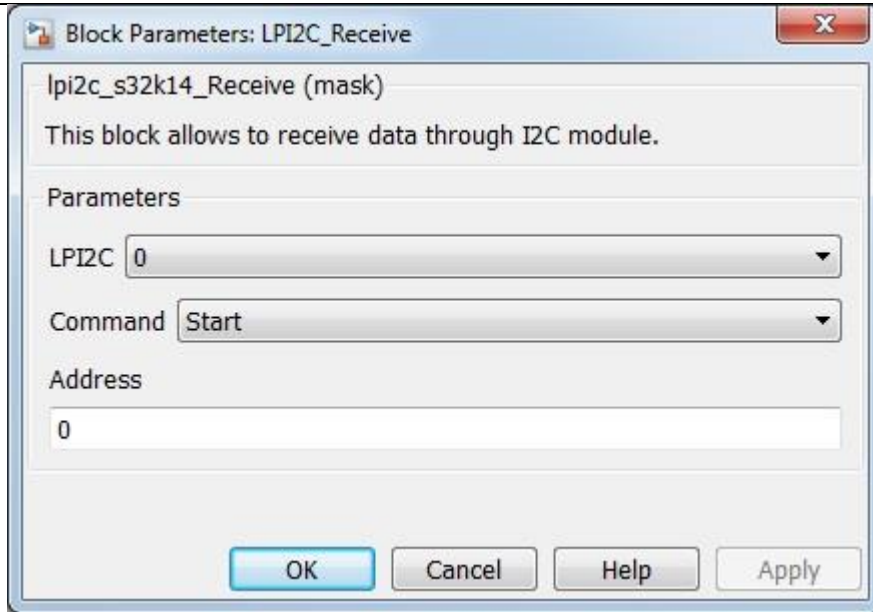 Block Parameters: LPI2C_Receive
lpi2c_s32k14_Receive (mask)
This block allows to receive data through I2C module.
Parameters
LPI2C 0
Command Start
Address
0
OK Cancel Help Apply